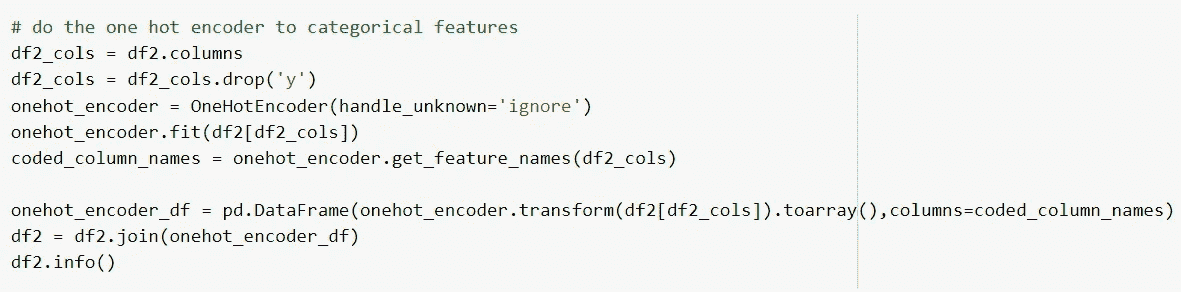 # do the one hot encoder to categorical features
df2_cols = df2.columns
df2_cols = df2_cols.drop('y')
onehot_encoder = OneHotEncoder(handle_unknown='ignore')
onehot_encoder.fit(df2[df2_cols])
coded_column_names = onehot_encoder.get_feature_names(df2_cols)
onehot_encoder_df = pd.DataFrame(onehot_encoder.transform(df2[df2_cols]).toarray(),columns=coded_column_names)
df2 = df2.join(onehot_encoder_df)
df2.info()